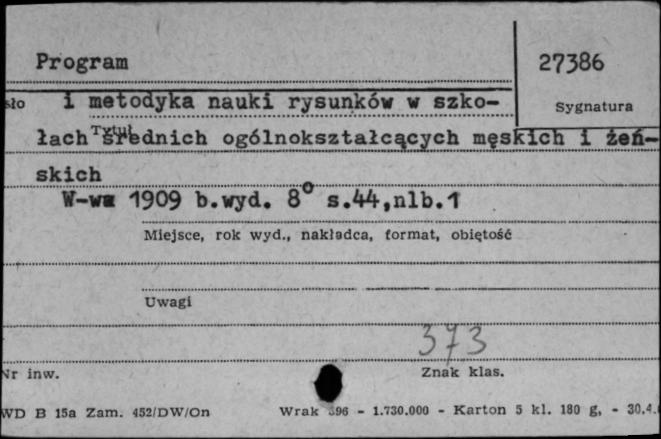 Program
27386
sło
i metodyka nauki rysunków w szko-
Sygnatura
Tytuł
łach średnich ogólnokształcących męskich i żeń-
skich
W-wa 1909 b.wyd. 8° s.44,nlb.1
Miejsce, rok wyd., nakładca, format, objętość
Uwagi
373
Nr inw.
Znak klas.
WD B 15a Zam. 452/DW/On
Wrak 396 - 1.730.000 - Karton 5 kl. 180 g, - 30.4.